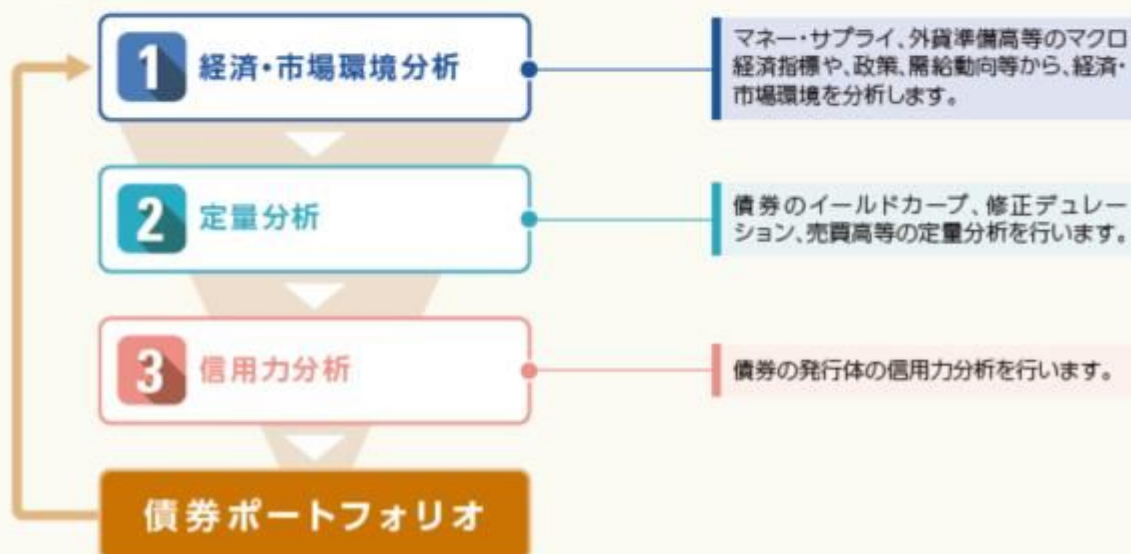 1 経済・市場環境分析
マネー・サプライ、外貨準備高等のマクロ
経済指標や、政策、需給動向等から、経済・
市場環境を分析します。
2 定量分析
債券のイールドカーブ、修正デュレー
ション、売買高等の定量分析を行います。
3 信用力分析
債券の発行体の信用力分析を行います。
債券ポートフォリオ